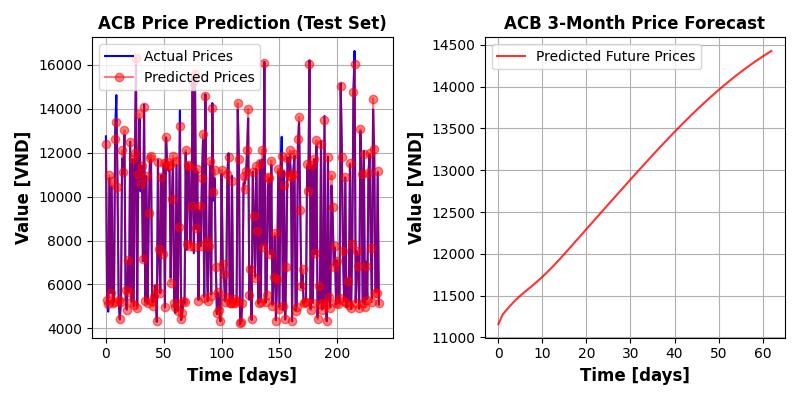 ACB Price Prediction (Test Set)
Actual Prices
Predicted Prices
Value [VND]
16000
14000
12000
10000
8000
6000
4000
0 50 100 150 200
Time [days]
ACB 3-Month Price Forecast
Predicted Future Prices
Value [VND]
14500
14000
13500
13000
12500
12000
11500
11000
0 10 20 30 40 50 60
Time [days]